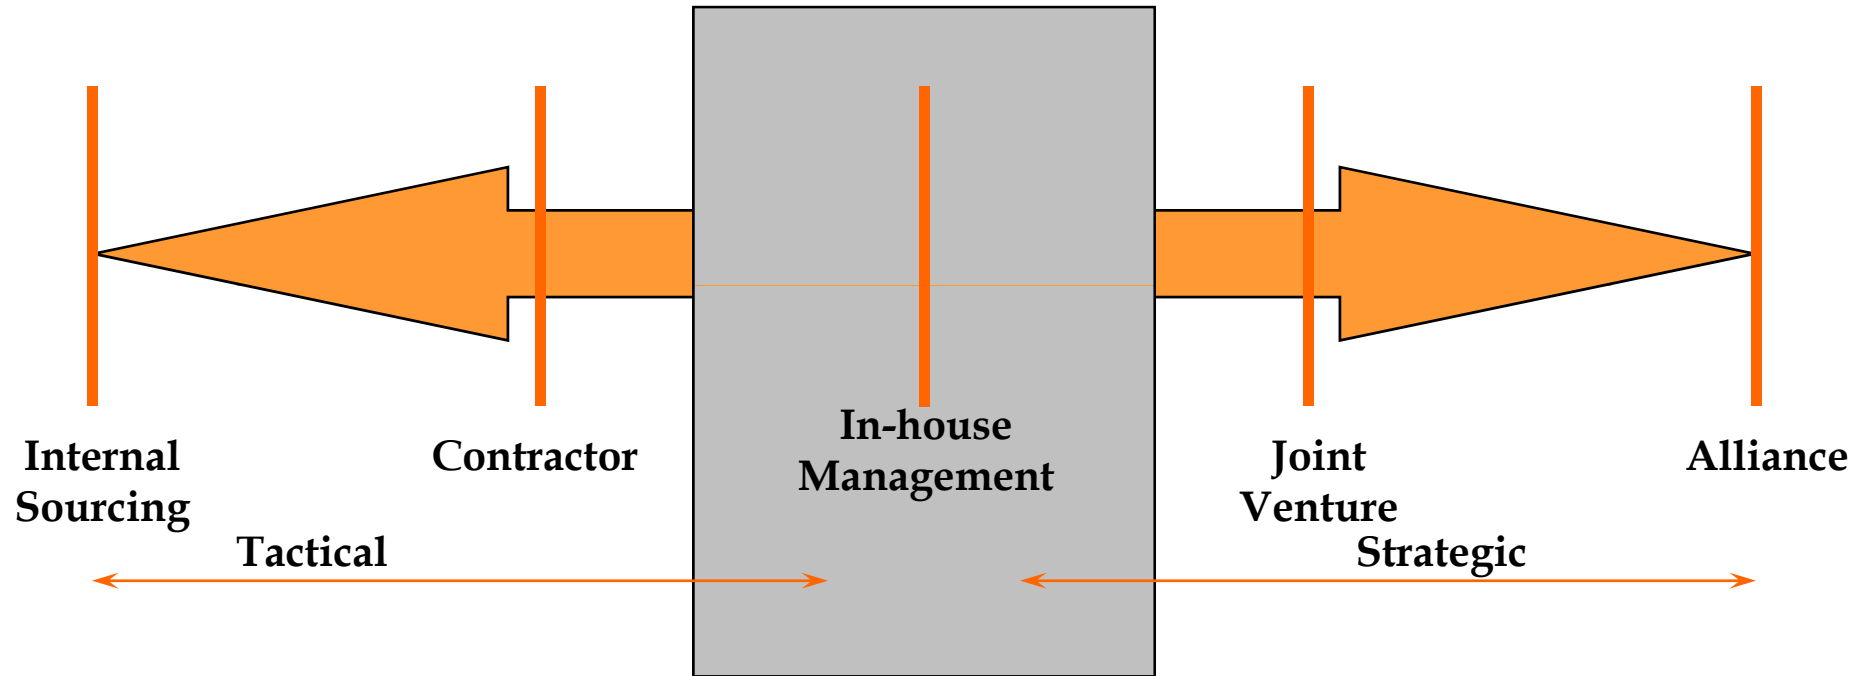 Internal
Sourcing
Contractor
In-house
Management
Joint
Venture
Alliance
Tactical
Strategic